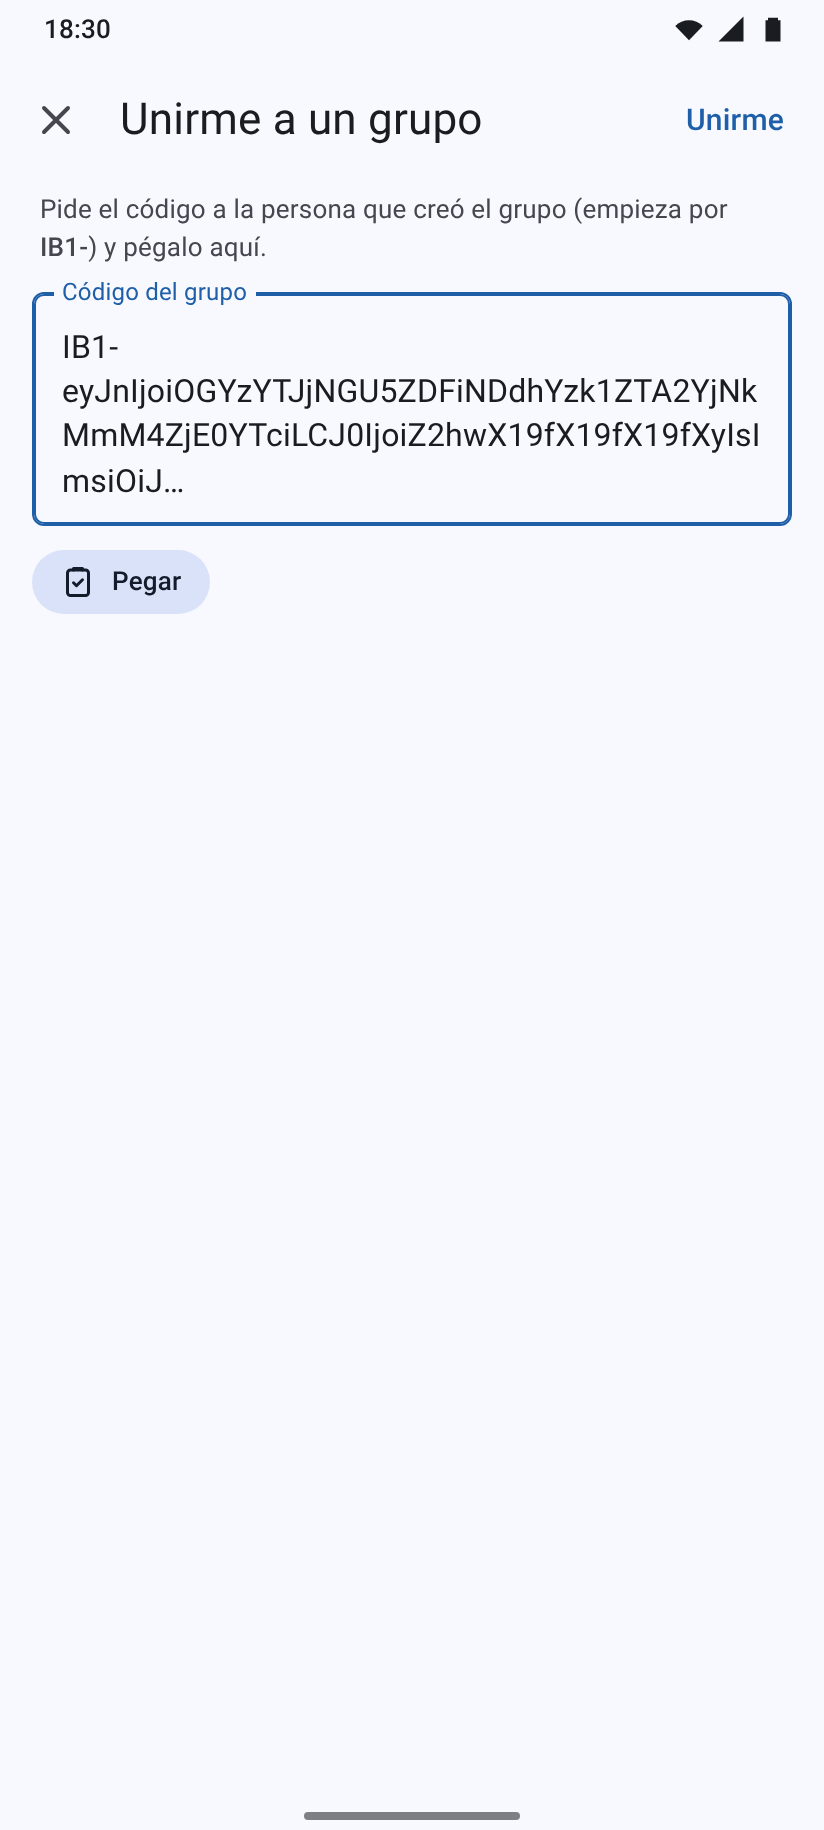 18:30
Unirme a un grupo
Unirme
Pide el código a la persona que creó el grupo (empieza por
IB1-) y pégalo aquí.
Código del grupo
IB1-
eyJnIjoiOGYzYTJjNGU5ZDFiNDdhYzk1ZTA2YjNk
MmM4ZjE0YTciLCJ0IjoiZ2hwX19fX19fX19fXyIsI
msiOiJ…
Pegar